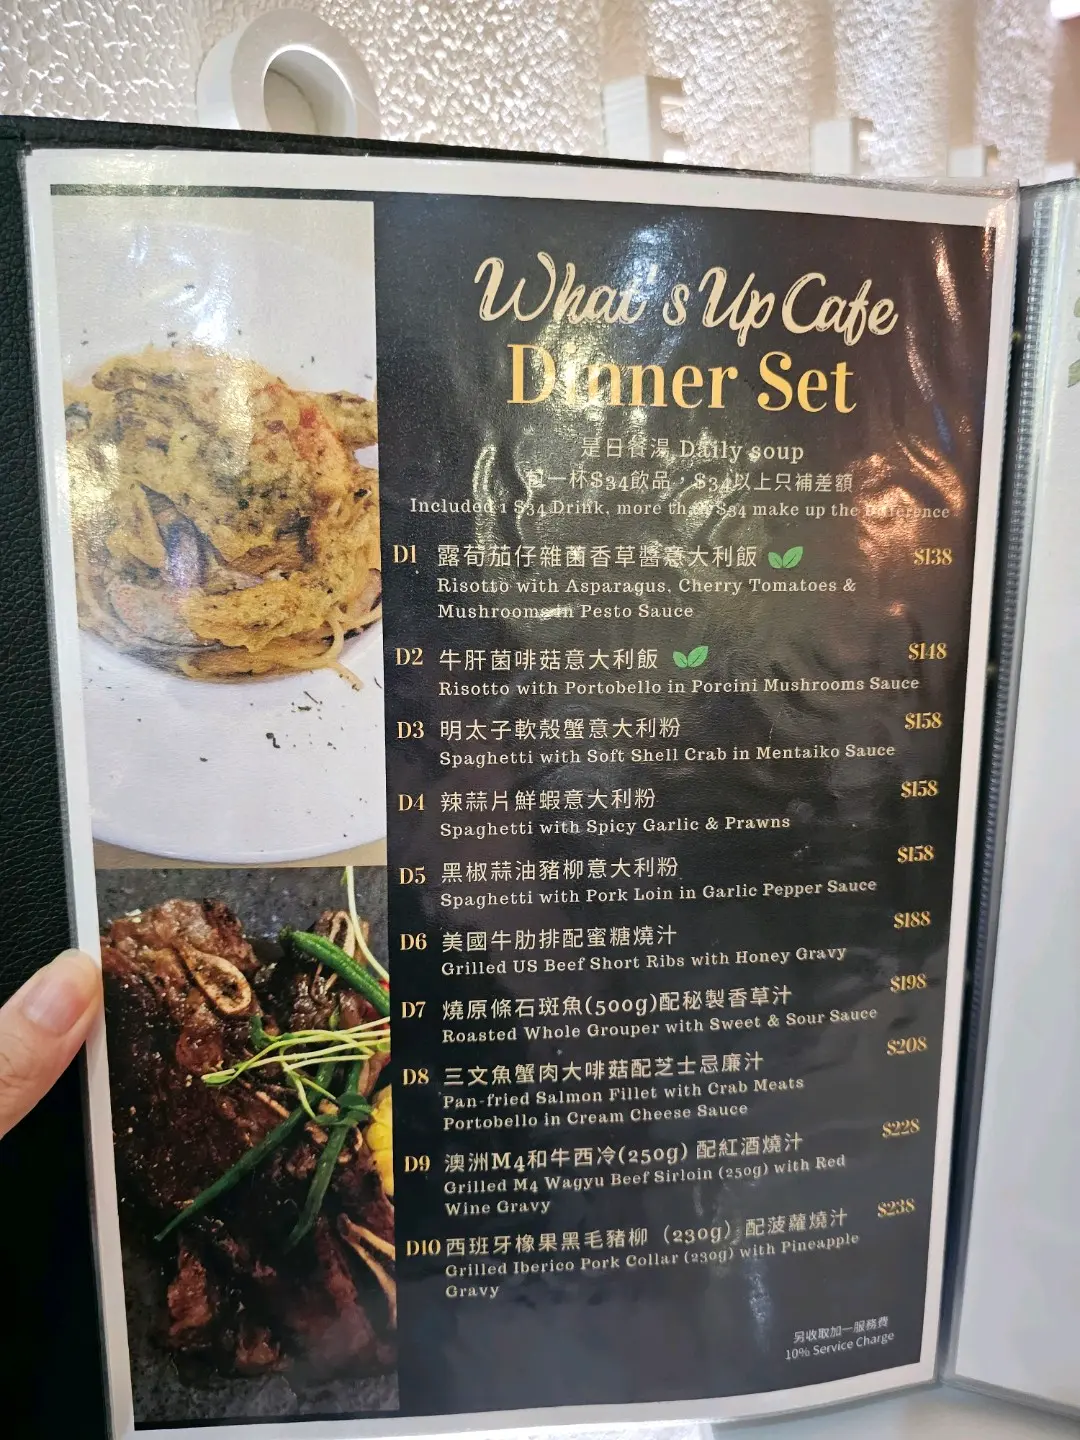 What's Up Cafe
Dinner Set
是日餐湯 Daily soup
包一杯$34飲品，$34以上只補差額
Included 1 $34 Drink, more than $34 make up the Difference
D1 露荀茄仔雜菌香草醬意大利飯 $138
Risotto with Asparagus, Cherry Tomatoes &
Mushrooms in Pesto Sauce
D2 牛肝菌啡菇意大利飯 $148
Risotto with Portobello in Porcini Mushrooms Sauce
D3 明太子軟殼蟹意大利粉 $158
Spaghetti with Soft Shell Crab in Mentaiko Sauce
D4 辣蒜片鮮蝦意大利粉 $158
Spaghetti with Spicy Garlic & Prawns
D5 黑椒蒜油豬柳意大利粉 $158
Spaghetti with Pork Loin in Garlic Pepper Sauce
D6 美國牛肋排配蜜糖燒汁 $188
Grilled US Beef Short Ribs with Honey Gravy
D7 燒原條石斑魚(500g)配秘製香草汁 $198
Roasted Whole Grouper with Sweet & Sour Sauce
D8 三文魚蟹肉大啡菇配芝士忌廉汁 $208
Pan-fried Salmon Fillet with Crab Meats
Portobello in Cream Cheese Sauce
D9 澳洲M4和牛西冷(250g) 配紅酒燒汁 $228
Grilled M4 Wagyu Beef Sirloin (250g) with Red
Wine Gravy
D10 西班牙橡果黑毛豬柳（230g）配菠蘿燒汁 $238
Grilled Iberico Pork Collar (230g) with Pineapple
Gravy
另收取加一服務費
10% Service Charge